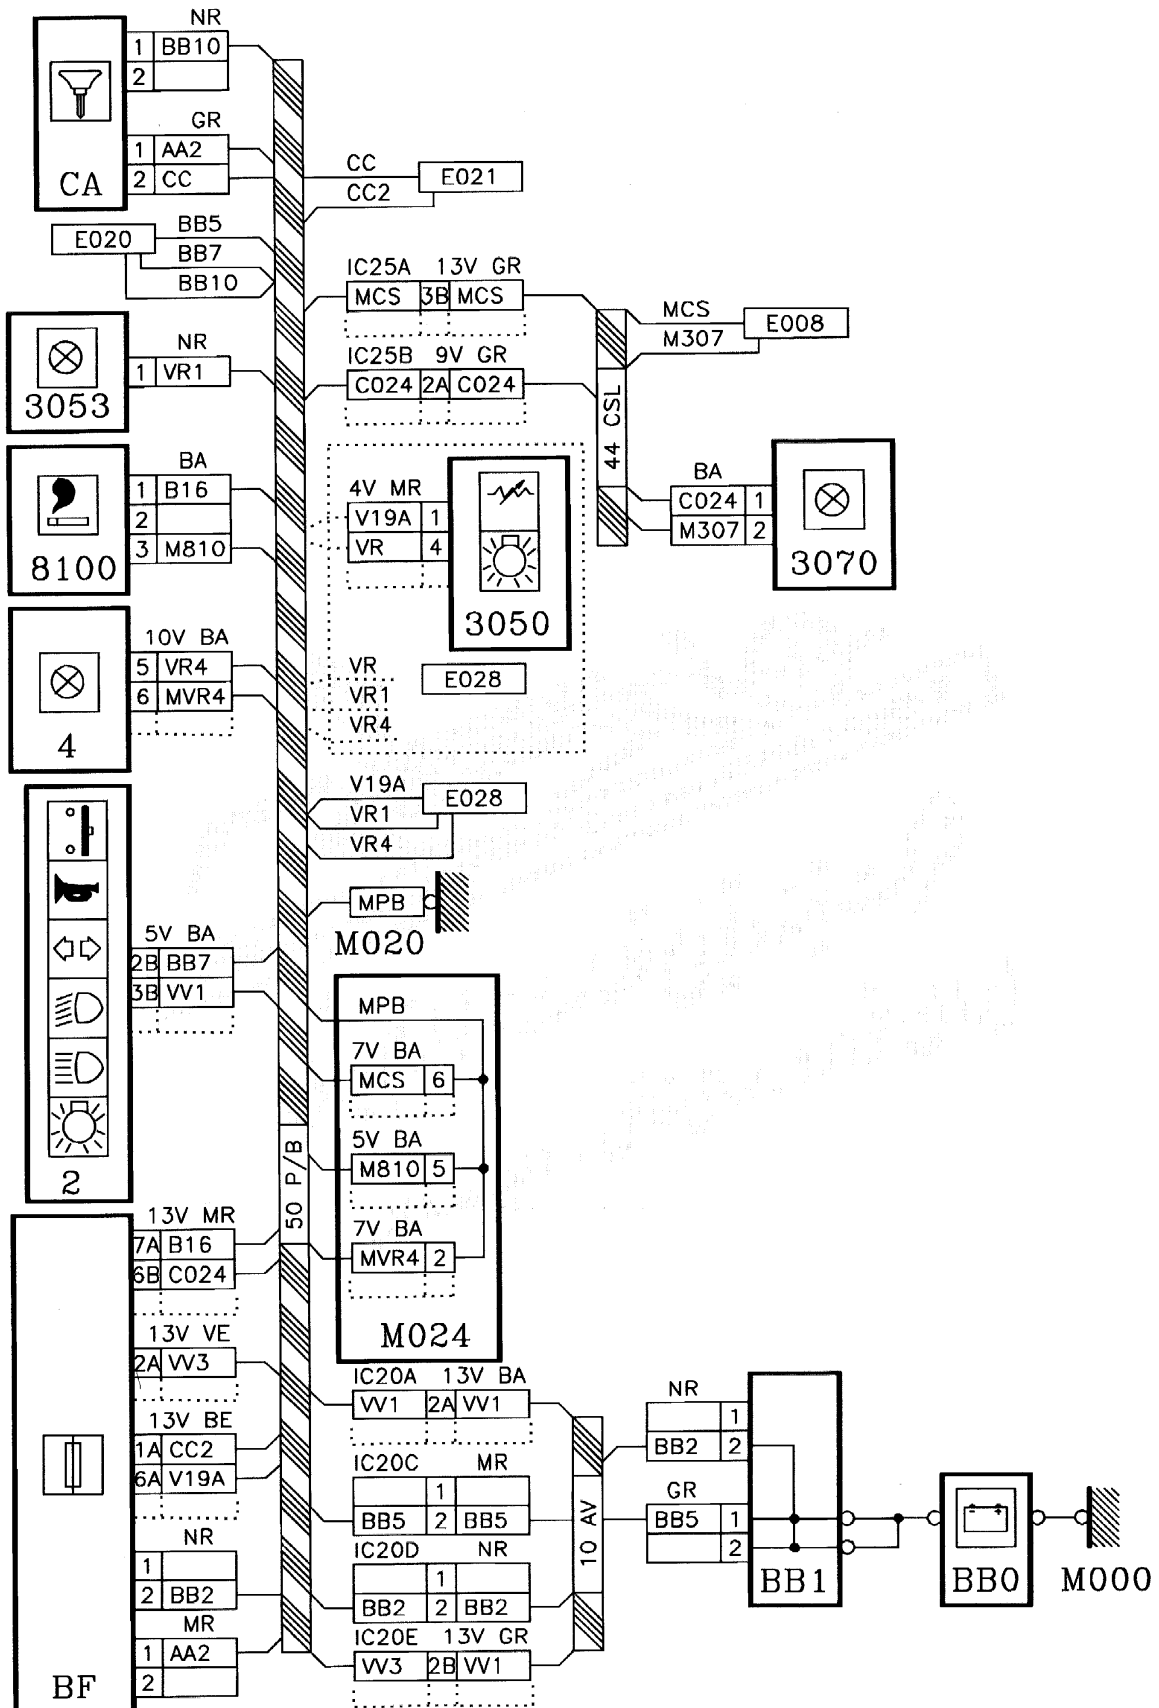 NR
1 BB10
2
GR
1 AA2
2 CC
CA
CC
E021
CC2
E020
BB5
BB7
BB10
IC25A 13V GR
MCS 3B MCS
MCS
E008
M307
NR
1 VR1
3053
IC25B 9V GR
C024 2A C024
44 CSL
BA
1 B16
2
3 M810
8100
4V MR
V19A 1
VR 4
3050
BA
C024 1
M307 2
3070
10V BA
5 VR4
6 MVR4
4
VR
E028
VR1
VR4
V19A
E028
VR1
VR4
MPB
M020
5V BA
2B BB7
3B VV1
2
MPB
7V BA
MCS 6
5V BA
M810 5
7V BA
MVR4 2
M024
50 P/B
13V MR
7A B16
6B C024
13V VE
2A VV3
13V BE
1A CC2
6A V19A
NR
1
2 BB2
MR
1 AA2
2
BF
IC20A 13V BA
VV1 2A VV1
IC20C MR
1
BB5 2 BB5
IC20D NR
1
BB2 2 BB2
IC20E 13V GR
VV3 2B VV1
10 AV
NR
1
BB2 2
GR
BB5 1
2
BB1
BB0
M000